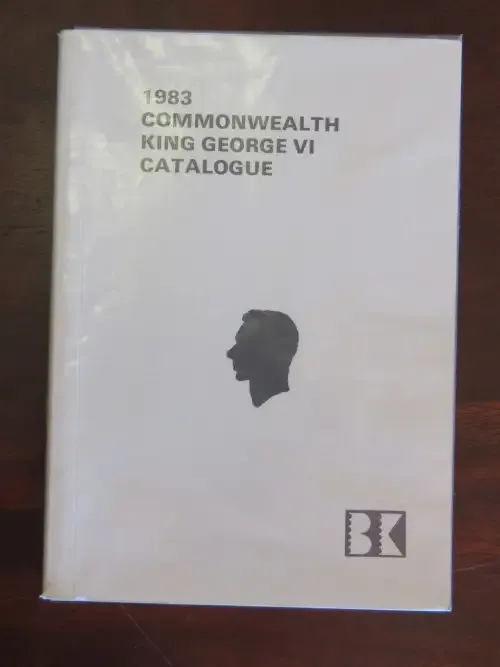 1983
COMMONWEALTH
KING GEORGE VI
CATALOGUE
BK